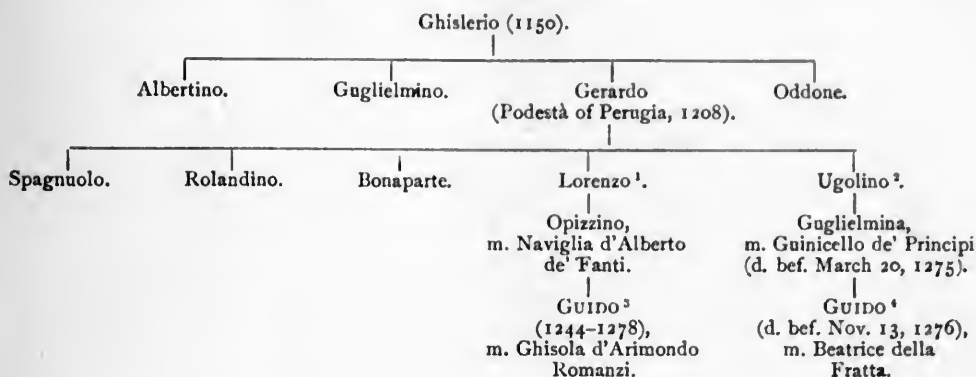 Ghislerio (1150).
Albertino. Guglielmino. Gerardo Oddone.
(Podestà of Perugia, 1208).
Spagnuolo. Rolandino. Bonaparte. Lorenzo ¹. Ugolino ².
Opizzino, Guglielmina,
m. Naviglia d'Alberto m. Guinicello de' Principi
de' Fanti. (d. bef. March 20, 1275).
GUIDO ³ GUIDO ⁴
(1244–1278), (d. bef. Nov. 13, 1276),
m. Ghisola d'Arimondo m. Beatrice della
Romanzi. Fratta.